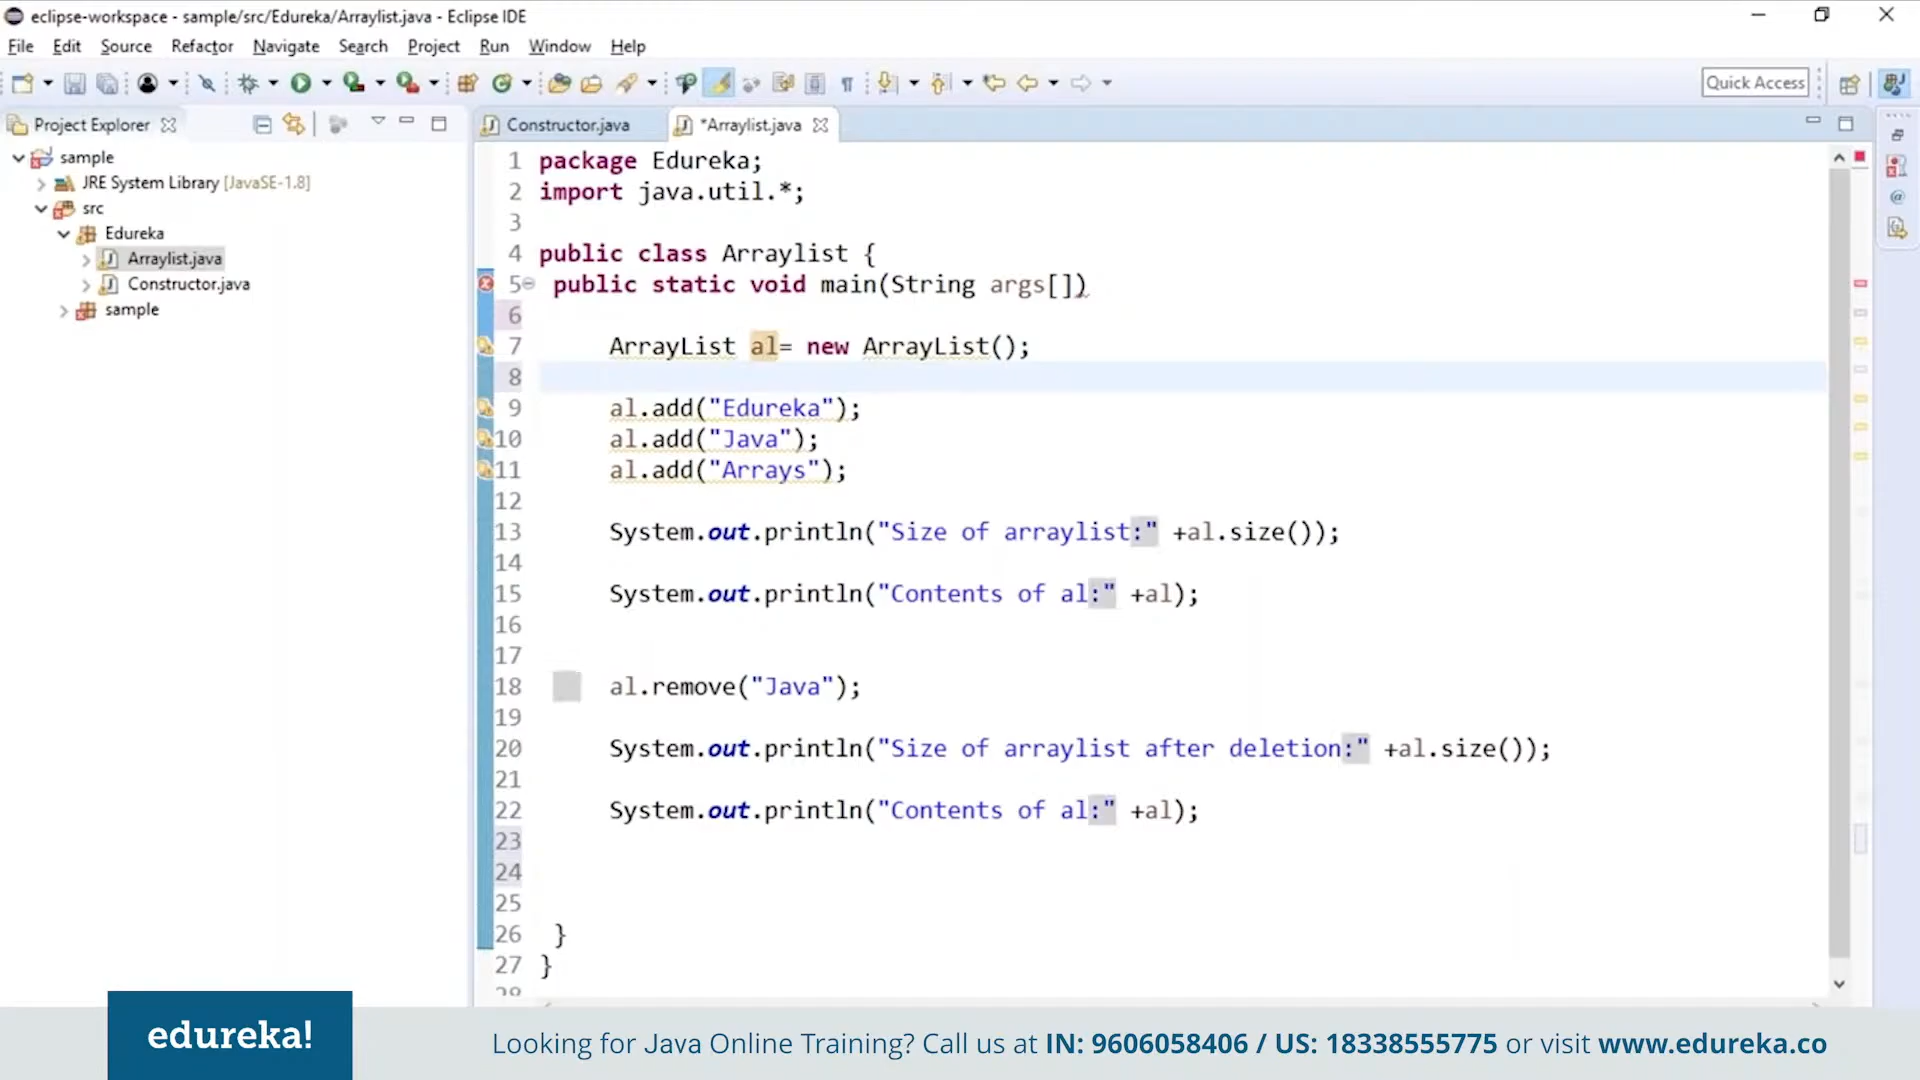 eclipse-workspace - sample/src/Edureka/Arraylist.java - Eclipse IDE
File Edit Source Refactor Navigate Search Project Run Window Help
Quick Access
Project Explorer
sample
JRE System Library [JavaSE-1.8]
src
Edureka
Arraylist.java
Constructor.java
sample
Constructor.java *Arraylist.java
1 package Edureka;
2 import java.util.*;
3
4 public class Arraylist {
5 public static void main(String args[])
6
7 ArrayList al= new ArrayList();
8
9 al.add("Edureka");
10 al.add("Java");
11 al.add("Arrays");
12
13 System.out.println("Size of arraylist:" +al.size());
14
15 System.out.println("Contents of al:" +al);
16
17
18 al.remove("Java");
19
20 System.out.println("Size of arraylist after deletion:" +al.size());
21
22 System.out.println("Contents of al:" +al);
23
24
25
26 }
27 }
28
edureka!
Looking for Java Online Training? Call us at IN: 9606058406 / US: 18338555775 or visit www.edureka.co